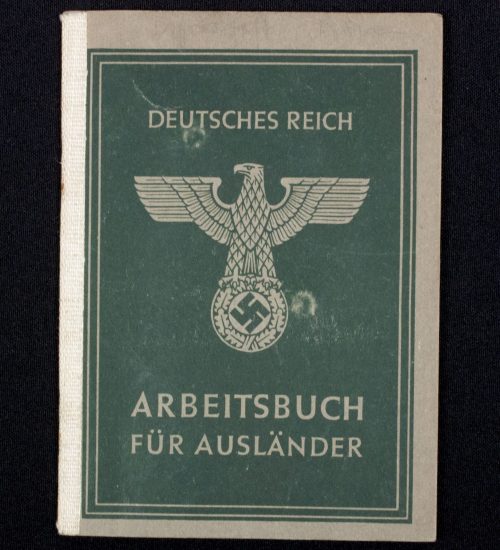 DEUTSCHES REICH
ARBEITSBUCH
FÜR AUSLÄNDER